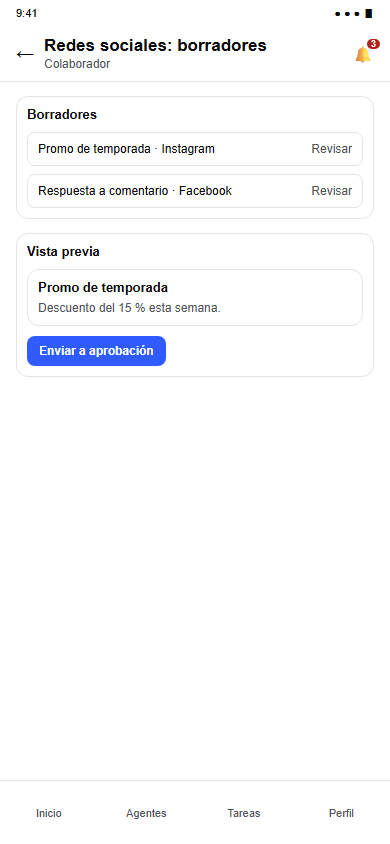 9:41
Redes sociales: borradores
Colaborador
3
Borradores
Promo de temporada · Instagram Revisar
Respuesta a comentario · Facebook Revisar
Vista previa
Promo de temporada
Descuento del 15 % esta semana.
Enviar a aprobación
Inicio Agentes Tareas Perfil